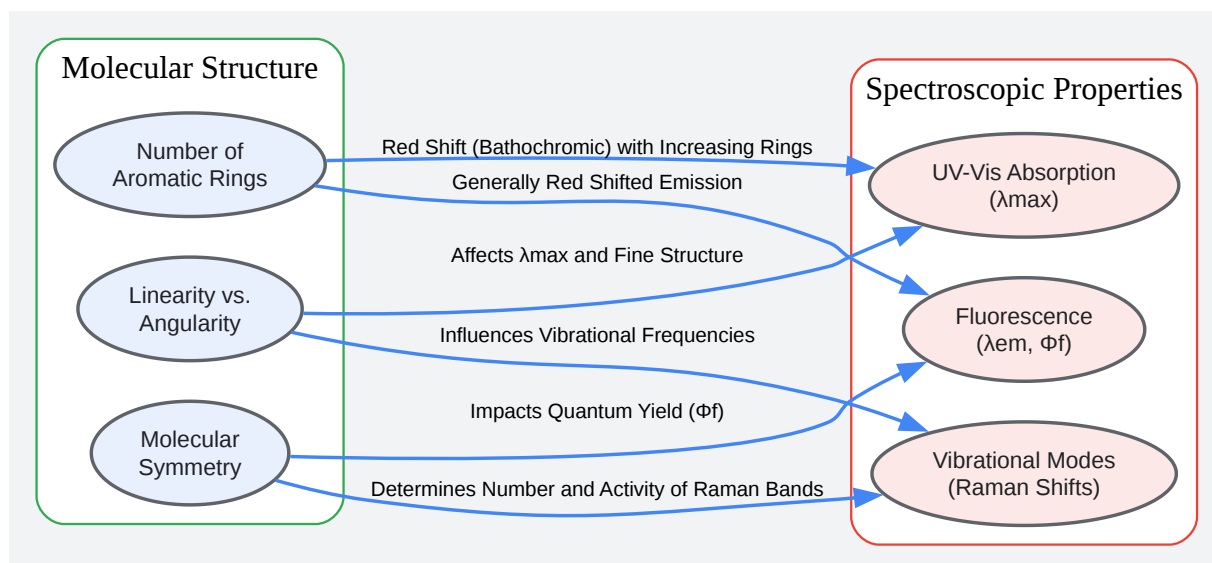 Molecular Structure
Number of
Aromatic Rings
Linearity vs.
Angularity
Molecular
Symmetry
Red Shift (Bathochromic) with Increasing Rings
Generally Red Shifted Emission
Affects λmax and Fine Structure
Influences Vibrational Frequencies
Impacts Quantum Yield (Φf)
Determines Number and Activity of Raman Bands
Spectroscopic Properties
UV-Vis Absorption
(λmax)
Fluorescence
(λem, Φf)
Vibrational Modes
(Raman Shifts)